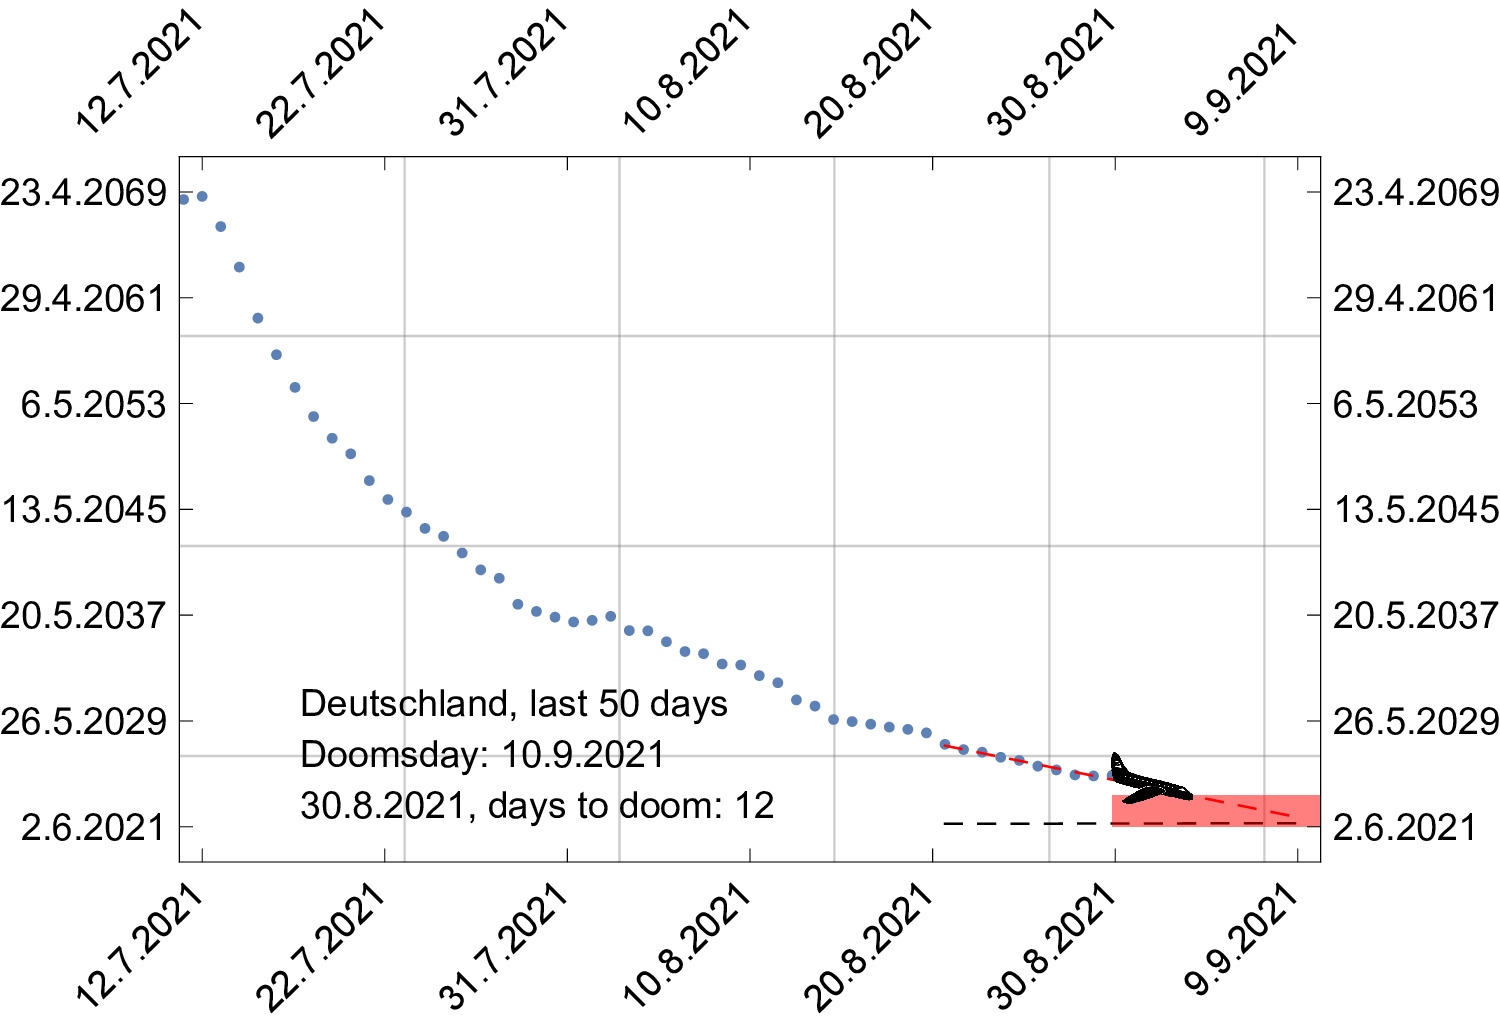 12.7.2021 22.7.2021 31.7.2021 10.8.2021 20.8.2021 30.8.2021 9.9.2021
23.4.2069 23.4.2069
29.4.2061 29.4.2061
6.5.2053 6.5.2053
13.5.2045 13.5.2045
20.5.2037 20.5.2037
Deutschland, last 50 days
26.5.2029 26.5.2029
Doomsday: 10.9.2021
30.8.2021, days to doom: 12
2.6.2021 2.6.2021
12.7.2021 22.7.2021 31.7.2021 10.8.2021 20.8.2021 30.8.2021 9.9.2021